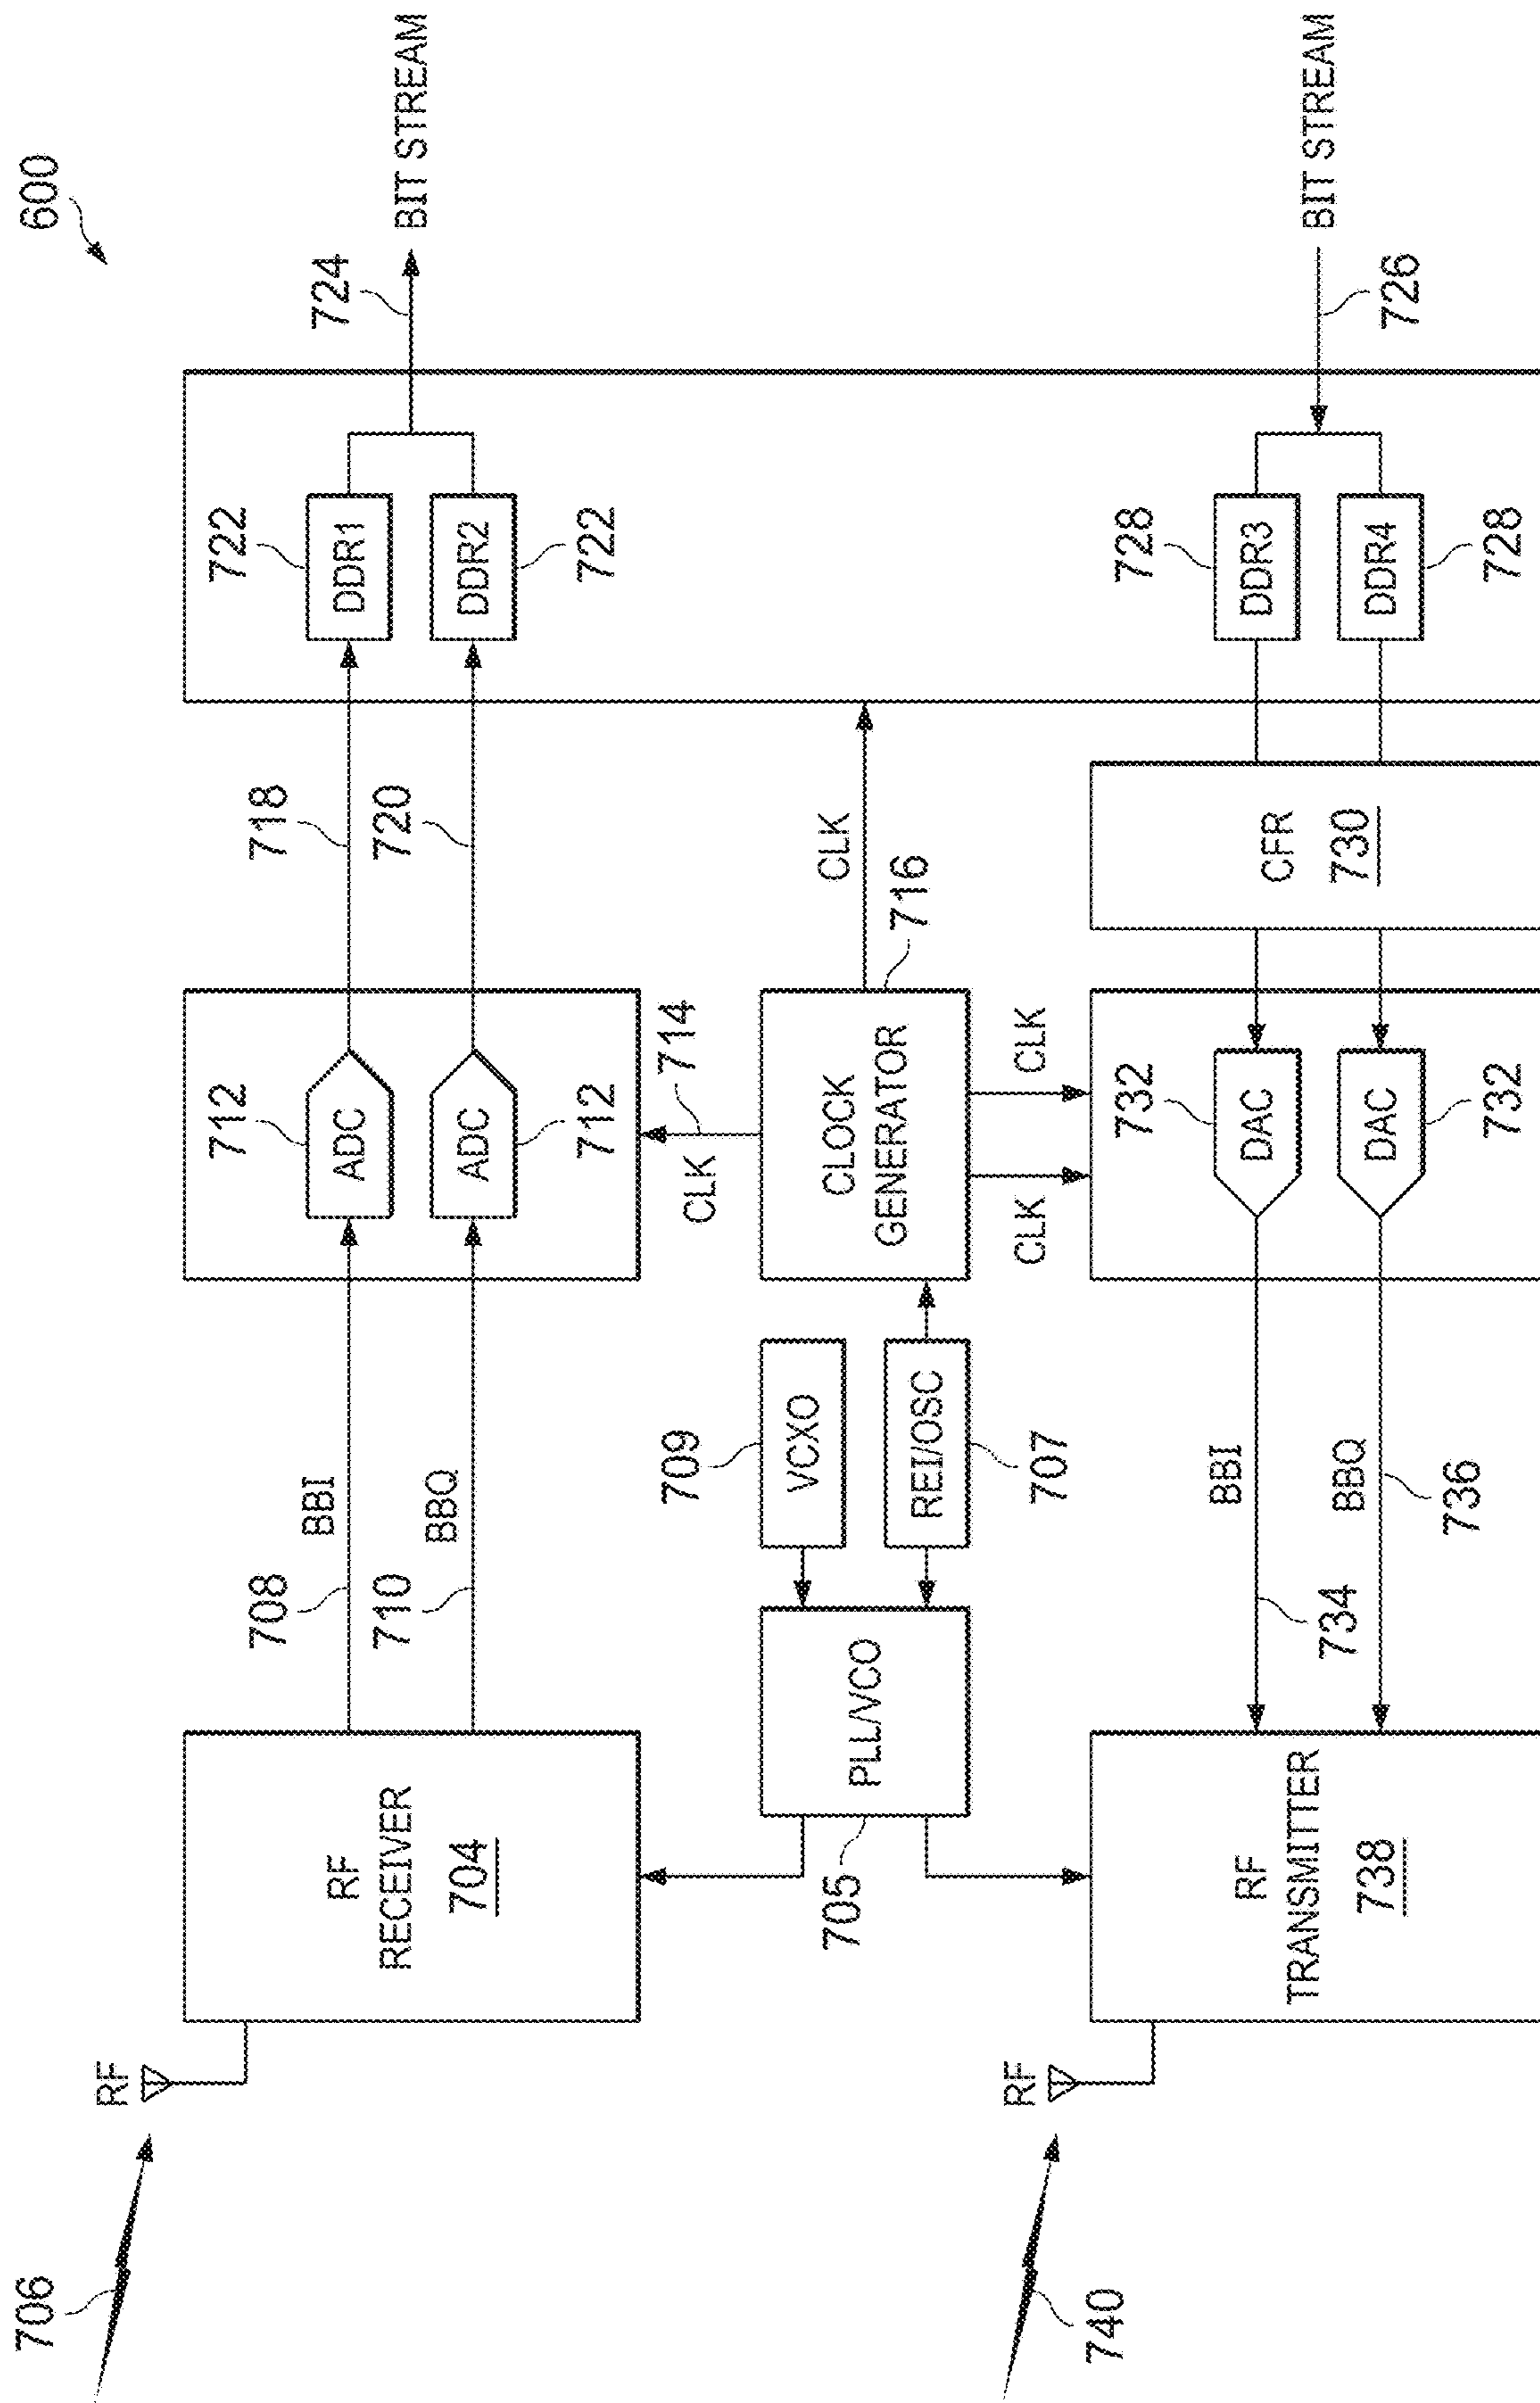 600
706
RF
RF
RECEIVER
704
708
BBI
710
BBQ
712
ADC
ADC
712
718
720
722
DDR1
DDR2
722
724
BIT STREAM
705
PLL/VCO
709
VCXO
REI/OSC
707
CLK
714
CLOCK
GENERATOR
716
CLK
CLK
CLK
740
RF
RF
TRANSMITTER
738
734
BBI
BBQ
736
732
DAC
DAC
732
CFR
730
728
DDR3
DDR4
728
726
BIT STREAM